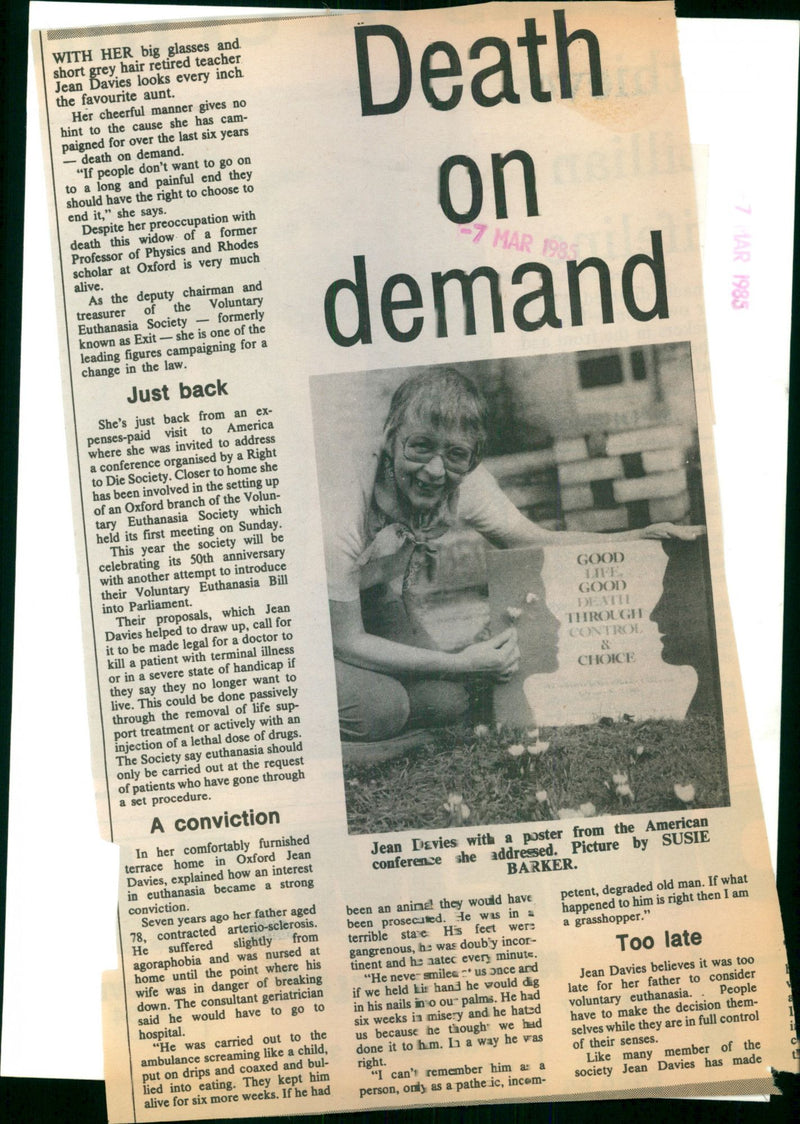 Death
on
demand
-7 MAR 1985
-7 MAR 1985
WITH HER big glasses and
short grey hair retired teacher
Jean Davies looks every inch
the favourite aunt.
Her cheerful manner gives no
hint to the cause she has cam-
paigned for over the last six years
— death on demand.
“If people don’t want to go on
to a long and painful end they
should have the right to choose to
end it,” she says.
Despite her preoccupation with
death this widow of a former
Professor of Physics and Rhodes
scholar at Oxford is very much
alive.
As the deputy chairman and
treasurer of the Voluntary
Euthanasia Society — formerly
known as Exit — she is one of the
leading figures campaigning for a
change in the law.
Just back
She’s just back from an ex-
penses-paid visit to America
where she was invited to address
a conference organised by a Right
to Die Society. Closer to home she
has been involved in the setting up
of an Oxford branch of the Volun-
tary Euthanasia Society which
held its first meeting on Sunday.
This year the society will be
celebrating its 50th anniversary
with another attempt to introduce
their Voluntary Euthanasia Bill
into Parliament.
Their proposals, which Jean
Davies helped to draw up, call for
it to be made legal for a doctor to
kill a patient with terminal illness
or in a severe state of handicap if
they say they no longer want to
live. This could be done passively
through the removal of life sup-
port treatment or actively with an
injection of a lethal dose of drugs.
The Society say euthanasia should
only be carried out at the request
of patients who have gone through
a set procedure.
A conviction
In her comfortably furnished
terrace home in Oxford Jean
Davies, explained how an interest
in euthanasia became a strong
conviction.
Seven years ago her father aged
78, contracted arterio-sclerosis.
He suffered slightly from
agoraphobia and was nursed at
home until the point where his
wife was in danger of breaking
down. The consultant geriatrician
said he would have to go to
hospital.
“He was carried out to the
ambulance screaming like a child,
put on drips and coaxed and bul-
lied into eating. They kept him
alive for six more weeks. If he had
GOOD
LIFE,
GOOD
DEATH
THROUGH
CONTROL
&
CHOICE
Jean Davies with a poster from the American
conference she addressed. Picture by SUSIE
BARKER.
been an animal they would have
been prosecuted. He was in a
terrible state. His feet were
gangrenous, he was doubly incon-
tinent and he hated every minute.
“He never smiled at us once and
if we held his hand he would dig
in his nails into our palms. He had
six weeks in misery and he hated
us because he though we had
done it to him. In a way he was
right.
“I can’t remember him as a
person, only as a pathetic, incom-
petent, degraded old man. If what
happened to him is right then I am
a grasshopper.”
Too late
Jean Davies believes it was too
late for her father to consider
voluntary euthanasia. . People
have to make the decision them-
selves while they are in full control
of their senses.
Like many member of the
society Jean Davies has made